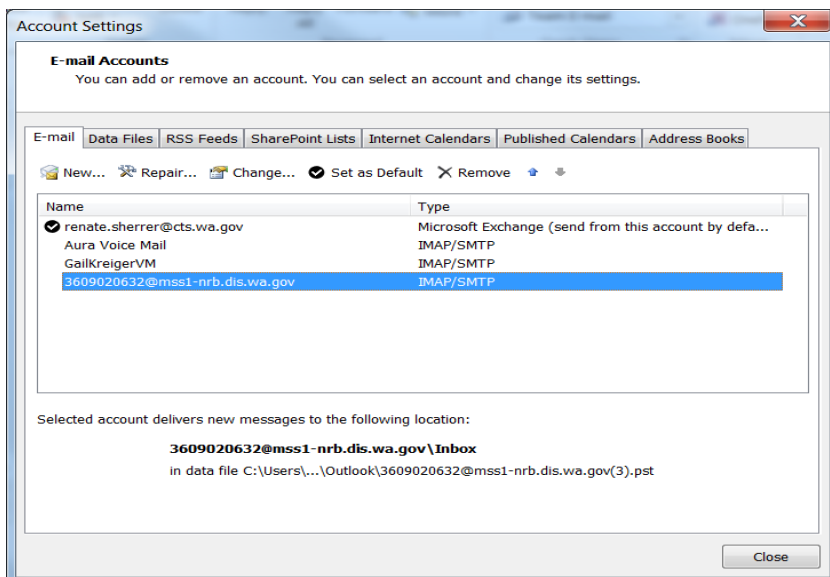 Account Settings
E-mail Accounts
You can add or remove an account. You can select an account and change its settings.
E-mail Data Files RSS Feeds SharePoint Lists Internet Calendars Published Calendars Address Books
New... Repair... Change... Set as Default Remove
Name Type
renate.sherrer@cts.wa.gov Microsoft Exchange (send from this account by defa...
Aura Voice Mail IMAP/SMTP
GailKreigerVM IMAP/SMTP
3609020632@mss1-nrb.dis.wa.gov IMAP/SMTP
Selected account delivers new messages to the following location:
3609020632@mss1-nrb.dis.wa.gov\Inbox
in data file C:\Users\...\Outlook\3609020632@mss1-nrb.dis.wa.gov(3).pst
Close